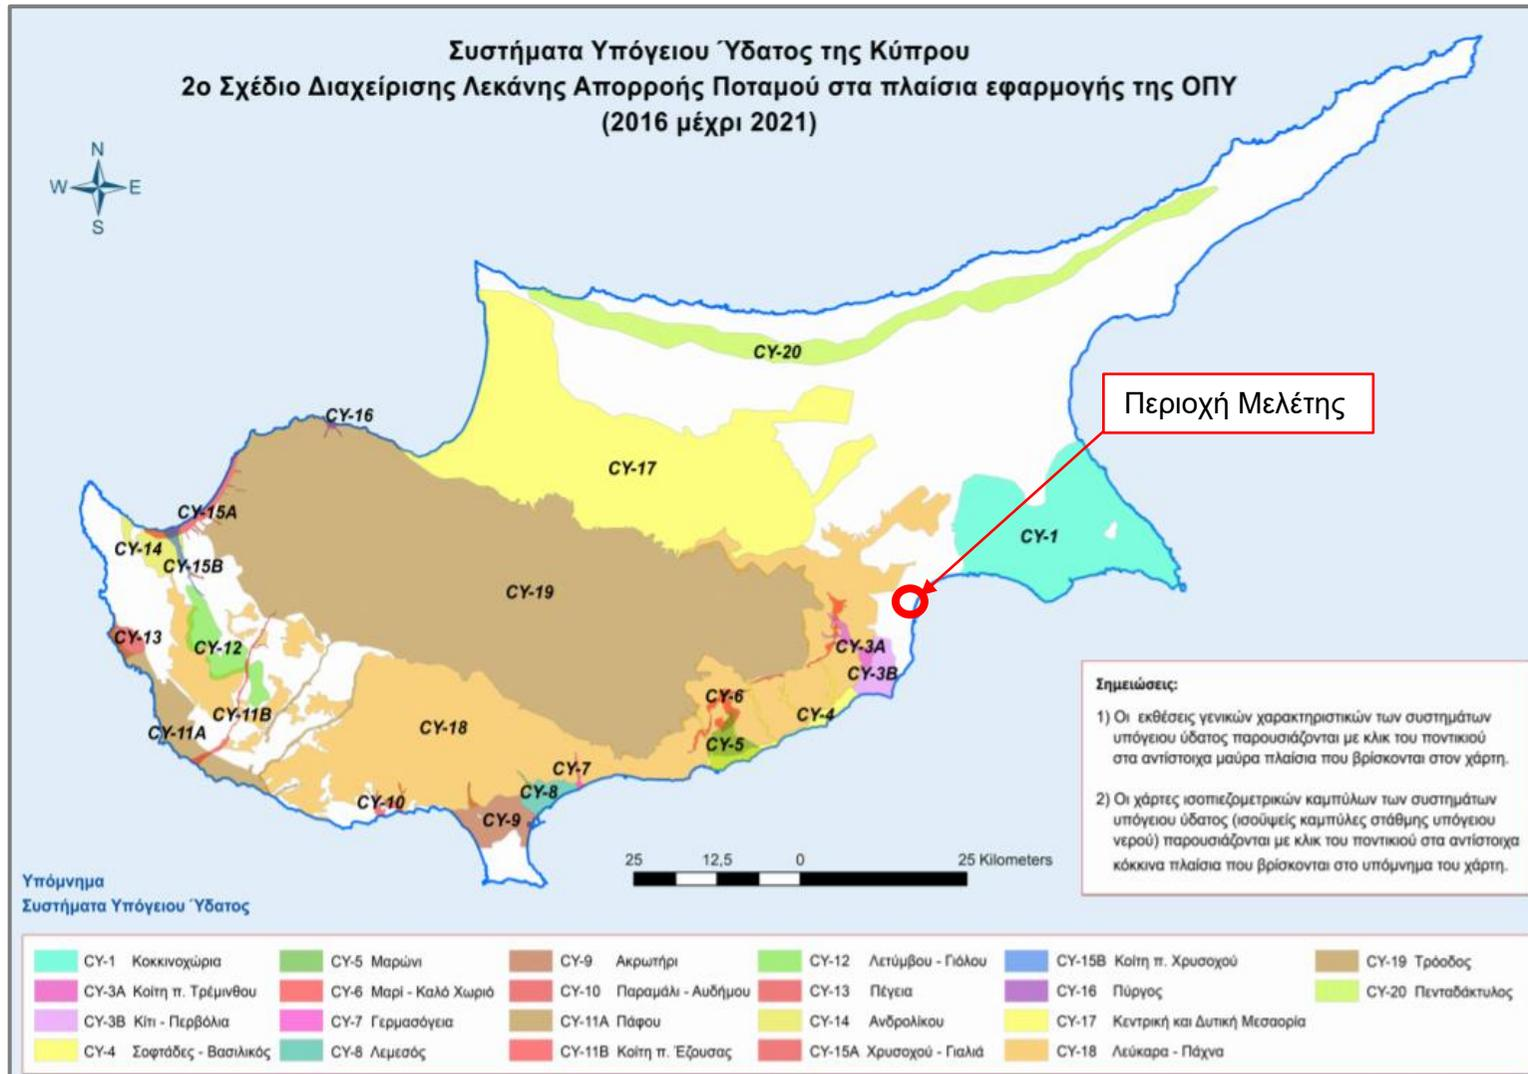 Συστήματα Υπόγειου Ύδατος της Κύπρου
2ο Σχέδιο Διαχείρισης Λεκάνης Απορροής Ποταμού στα πλαίσια εφαρμογής της ΟΠΥ
(2016 μέχρι 2021)
N
W E
S
CY-20
Περιοχή Μελέτης
CY-16
CY-17
CY-15A
CY-1
CY-14
CY-15B
CY-19
CY-13
CY-12
CY-3A
CY-3B
CY-6
CY-11B
CY-4
CY-11A
CY-18
CY-5
CY-7
CY-8
CY-10
CY-9
Σημειώσεις:
1) Οι εκθέσεις γενικών χαρακτηριστικών των συστημάτων
υπόγειου ύδατος παρουσιάζονται με κλικ του ποντικιού
στα αντίστοιχα μαύρα πλαίσια που βρίσκονται στον χάρτη.
2) Οι χάρτες ισοπιεζομετρικών καμπύλων των συστημάτων
υπόγειου ύδατος (ισοϋψείς καμπύλες στάθμης υπόγειου
νερού) παρουσιάζονται με κλικ του ποντικιού στα αντίστοιχα
κόκκινα πλαίσια που βρίσκονται στο υπόμνημα του χάρτη.
25 12,5 0 25 Kilometers
Υπόμνημα
Συστήματα Υπόγειου Ύδατος
CY-1 Κοκκινοχώρια
CY-3A Κοίτη π. Τρέμινθου
CY-3B Κίτι - Περβόλια
CY-4 Σοφτάδες - Βασιλικός
CY-5 Μαρώνι
CY-6 Μαρί - Καλό Χωριό
CY-7 Γερμασόγεια
CY-8 Λεμεσός
CY-9 Ακρωτήρι
CY-10 Παραμάλι - Αυδήμου
CY-11A Πάφου
CY-11B Κοίτη π. Έζουσας
CY-12 Λετύμβου - Γιόλου
CY-13 Πέγεια
CY-14 Ανδρολίκου
CY-15A Χρυσοχού - Γιαλιά
CY-15B Κοίτη π. Χρυσοχού
CY-16 Πύργος
CY-17 Κεντρική και Δυτική Μεσαορία
CY-18 Λεύκαρα - Πάχνα
CY-19 Τρόοδος
CY-20 Πενταδάκτυλος